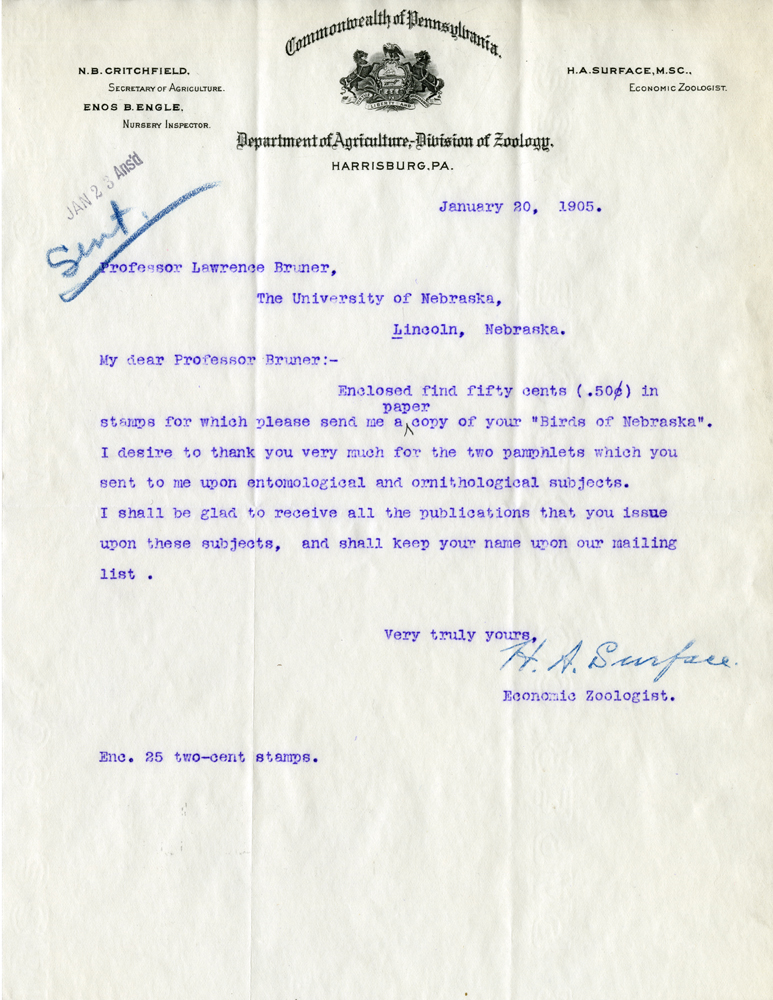 Commonwealth of Pennsylvania.
N.B. CRITCHFIELD.
SECRETARY OF AGRICULTURE.
ENOS B. ENGLE,
NURSERY INSPECTOR.
H.A. SURFACE, M.SC.,
ECONOMIC ZOOLOGIST.
Department of Agriculture,-Division of Zoology.
HARRISBURG, PA.
JAN 23 Ans'd
Sent.
January 20, 1905.
Professor Lawrence Bruner,
The University of Nebraska,
Lincoln, Nebraska.
My dear Professor Bruner:-
Enclosed find fifty cents (.50¢) in
paper
stamps for which please send me a copy of your "Birds of Nebraska".
I desire to thank you very much for the two pamphlets which you
sent to me upon entomological and ornithological subjects.
I shall be glad to receive all the publications that you issue
upon these subjects, and shall keep your name upon our mailing
list .
Very truly yours,
H. A. Surface.
Economic Zoologist.
Enc. 25 two-cent stamps.